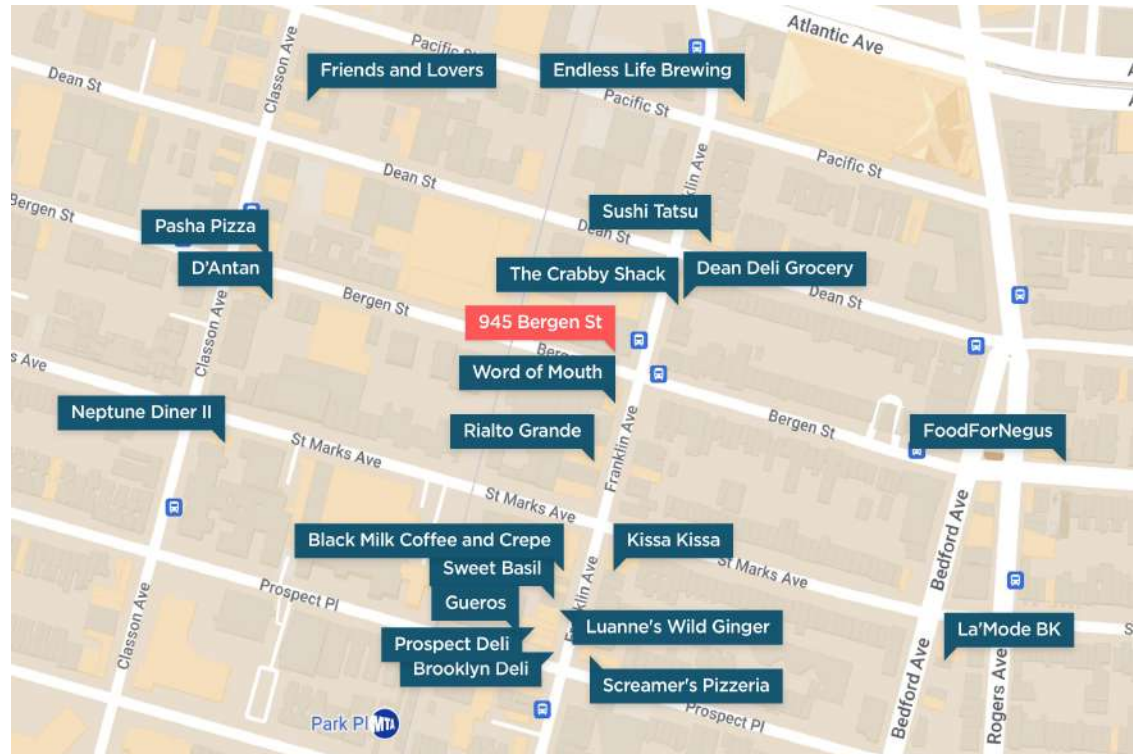 Atlantic Ave
Classon Ave
Pacific St
Friends and Lovers
Endless Life Brewing
Dean St
Pacific St
Dean St
klin Ave
Pacific St
Bergen St
Pasha Pizza
Sushi Tatsu
Dean St
D'Antan
The Crabby Shack
Dean Deli Grocery
Bergen St
Dean St
945 Bergen St
Classon Ave
s Ave
Berge
Word of Mouth
Neptune Diner II
Rialto Grande
Bergen St
FoodForNegus
St Marks Ave
Franklin Ave
St Marks Ave
Black Milk Coffee and Crepe
Kissa Kissa
Sweet Basil
St Marks Ave
Bedford Ave
Prospect Pl
Gueros
Franklin Ave
Classon Ave
Luanne's Wild Ginger
La'Mode BK
St
Prospect Deli
Brooklyn Deli
Screamer's Pizzeria
Bedford Ave
Rogers Ave
Prospect Pl
Park Pl
MTA